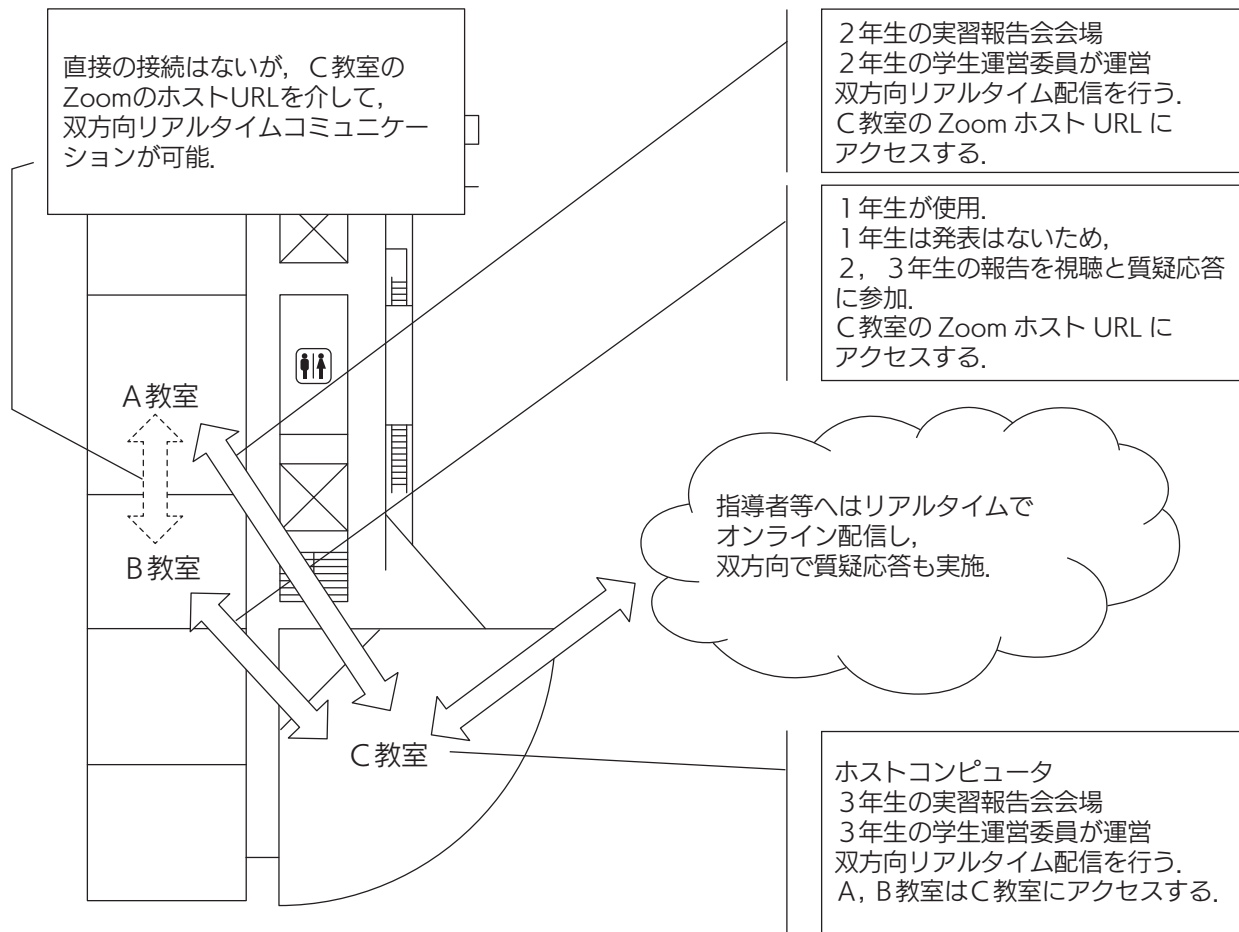 直接の接続はないが，C教室の
ZoomのホストURLを介して，
双方向リアルタイムコミュニケー
ションが可能．
2年生の実習報告会会場
2年生の学生運営委員が運営
双方向リアルタイム配信を行う．
C教室の Zoom ホスト URL に
アクセスする．
1年生が使用．
1年生は発表はないため，
2，3年生の報告を視聴と質疑応答
に参加．
C教室の Zoom ホスト URL に
アクセスする．
A教室
B教室
指導者等へはリアルタイムで
オンライン配信し，
双方向で質疑応答も実施．
C教室
ホストコンピュータ
3年生の実習報告会会場
3年生の学生運営委員が運営
双方向リアルタイム配信を行う．
A，B教室はC教室にアクセスする．